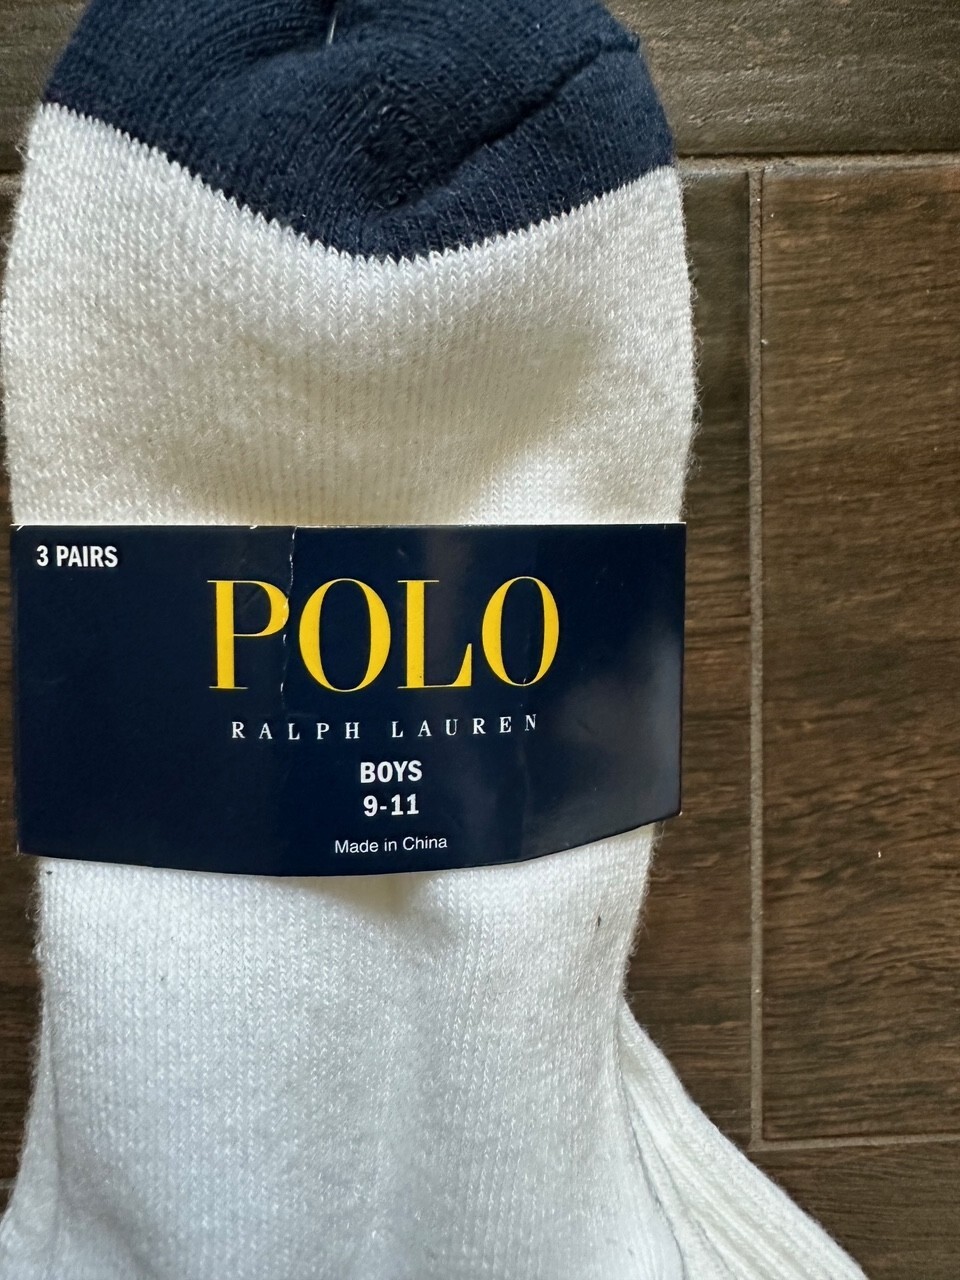 3 PAIRS
POLO
RALPH LAUREN
BOYS
9-11
Made in China